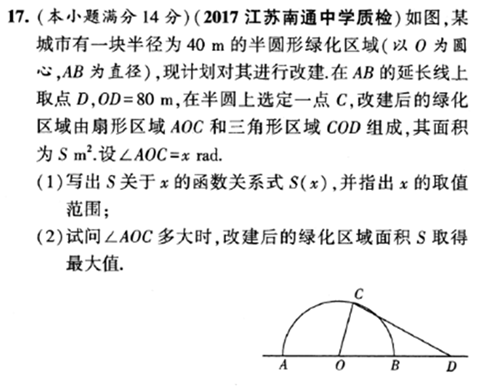 17. (本小题满分 14 分)(2017 江苏南通中学质检)如图,某
城市有一块半径为 40 m 的半圆形绿化区域(以 O 为圆
心,AB 为直径),现计划对其进行改建.在 AB 的延长线上
取点 D,OD=80 m,在半圆上选定一点 C,改建后的绿化
区域由扇形区域 AOC 和三角形区域 COD 组成,其面积
为 S m².设∠AOC=x rad.
(1)写出 S 关于 x 的函数关系式 S(x),并指出 x 的取值
范围;
(2)试问∠AOC 多大时,改建后的绿化区域面积 S 取得
最大值.
C
A O B D